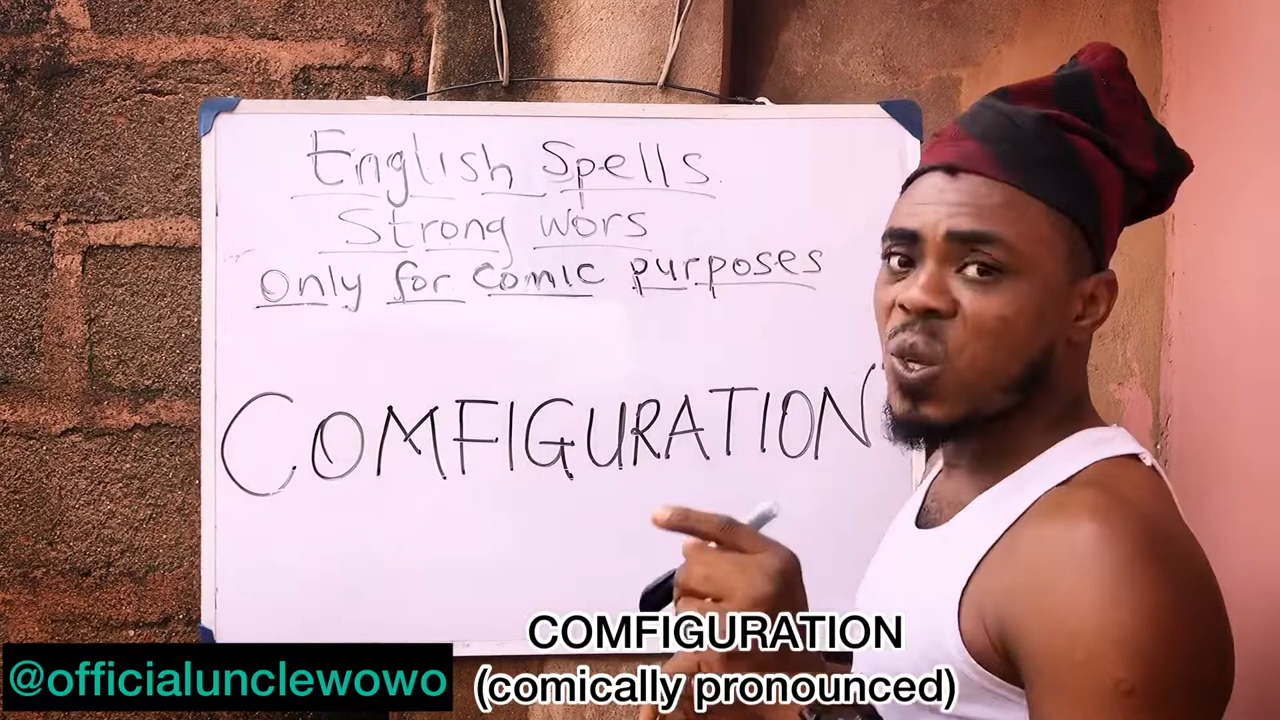 English Spells
Strong wors
Only for comic purposes
COMFIGURATION
COMFIGURATION
(comically pronounced)
@officialunclewowo